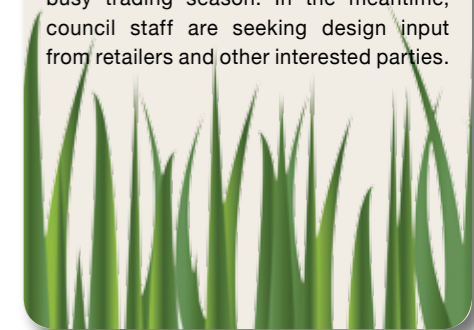 busy trading season. In the meantime,
council staff are seeking design input
from retailers and other interested parties.